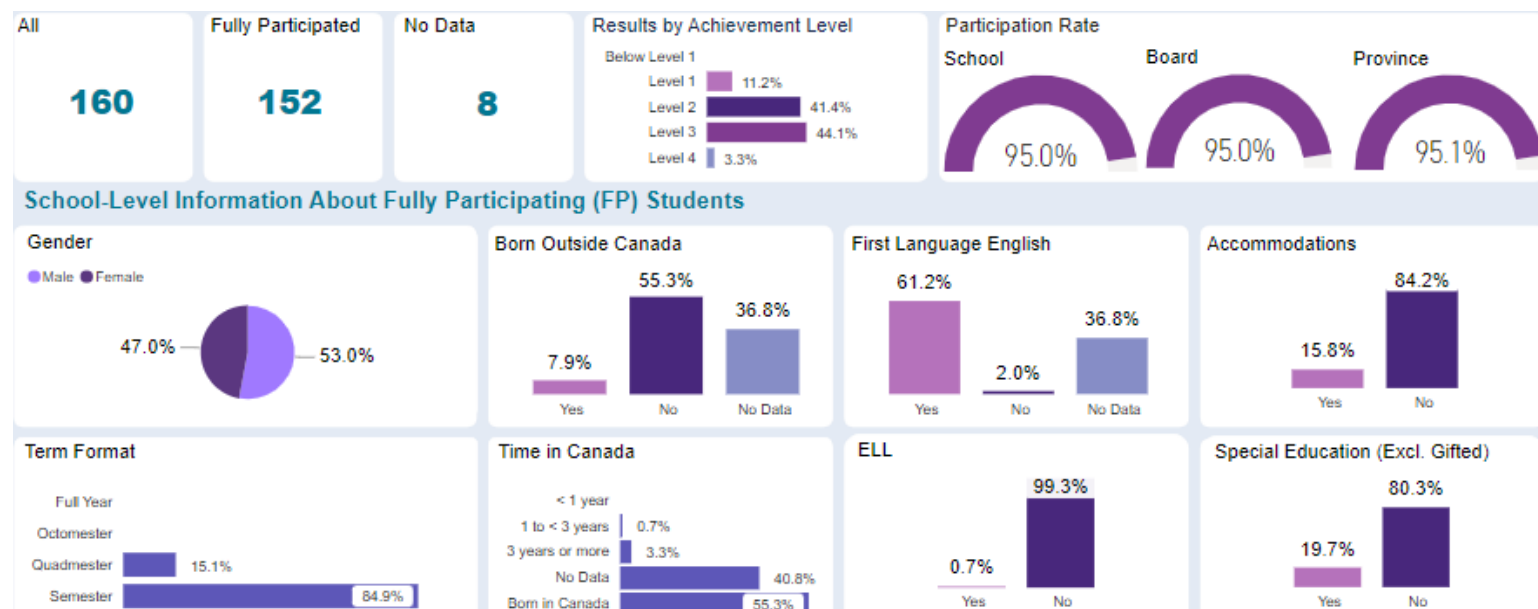 All
160
Fully Participated
152
No Data
8
Results by Achievement Level
Below Level 1
Level 1 11.2%
Level 2 41.4%
Level 3 44.1%
Level 4 3.3%
Participation Rate
School
95.0%
Board
95.0%
Province
95.1%
School-Level Information About Fully Participating (FP) Students
Gender
Male Female
47.0%
53.0%
Born Outside Canada
7.9%
55.3%
36.8%
Yes No No Data
First Language English
61.2%
2.0%
36.8%
Yes No No Data
Accommodations
15.8%
84.2%
Yes No
Term Format
Full Year
Octomester
Quadmester 15.1%
Semester 84.9%
Time in Canada
< 1 year
1 to < 3 years 0.7%
3 years or more 3.3%
No Data 40.8%
Born in Canada 55.3%
ELL
0.7%
99.3%
Yes No
Special Education (Excl. Gifted)
19.7%
80.3%
Yes No